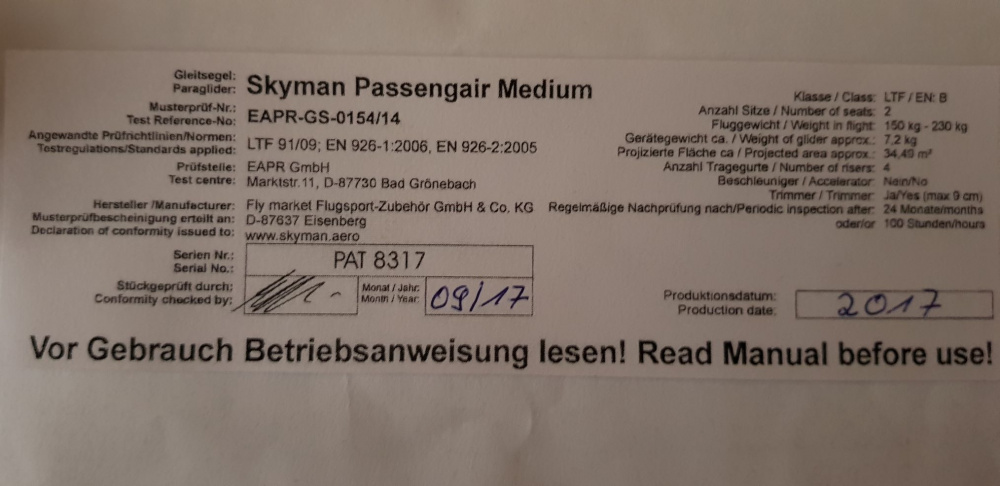 Gleitsegel:
Paraglider: Skyman Passengair Medium
Musterprüf-Nr.:
Test Reference-No: EAPR-GS-0154/14
Angewandte Prüfrichtlinien/Normen:
Testregulations/Standards applied: LTF 91/09; EN 926-1:2006, EN 926-2:2005
Prüfstelle: EAPR GmbH
Test centre: Marktstr. 11, D-87730 Bad Grönebach
Hersteller /Manufacturer: Fly market Flugsport-Zubehör GmbH & Co. KG
Musterprüfbescheinigung erteilt an: D-87637 Eisenberg
Declaration of conformity issued to: www.skyman.aero
Serien Nr.:
Serial No.: PAT 8317
Stückgeprüft durch:
Conformity checked by:
Monat / Jahr:
Month / Year: 09/17
Klasse / Class: LTF / EN: B
Anzahl Sitze / Number of seats: 2
Fluggewicht / Weight in flight: 150 kg - 230 kg
Gerätegewicht ca. / Weight of glider approx.: 7,2 kg
Projizierte Fläche ca / Projected area approx.: 34,49 m²
Anzahl Tragegurte / Number of risers: 4
Beschleuniger / Accelerator: Nein/No
Trimmer / Trimmer: Ja/Yes (max 9 cm)
Regelmäßige Nachprüfung nach/Periodic inspection after: 24 Monate/months
oder/or 100 Stunden/hours
Produktionsdatum:
Production date: 2017
Vor Gebrauch Betriebsanweisung lesen! Read Manual before use!